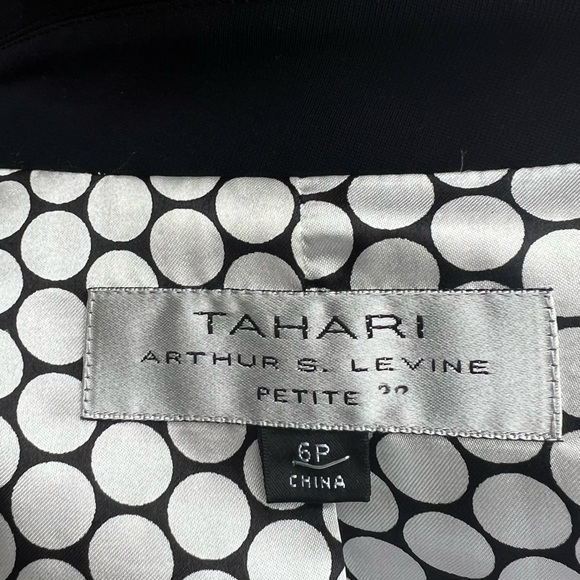 TAHARI
ARTHUR S. LEVINE
PETITE
6P
CHINA